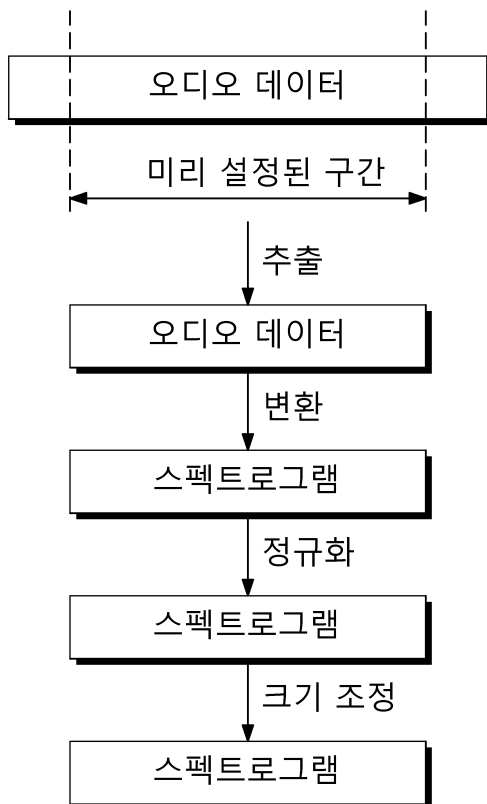 오디오 데이터
미리 설정된 구간
추출
오디오 데이터
변환
스펙트로그램
정규화
스펙트로그램
크기 조정
스펙트로그램